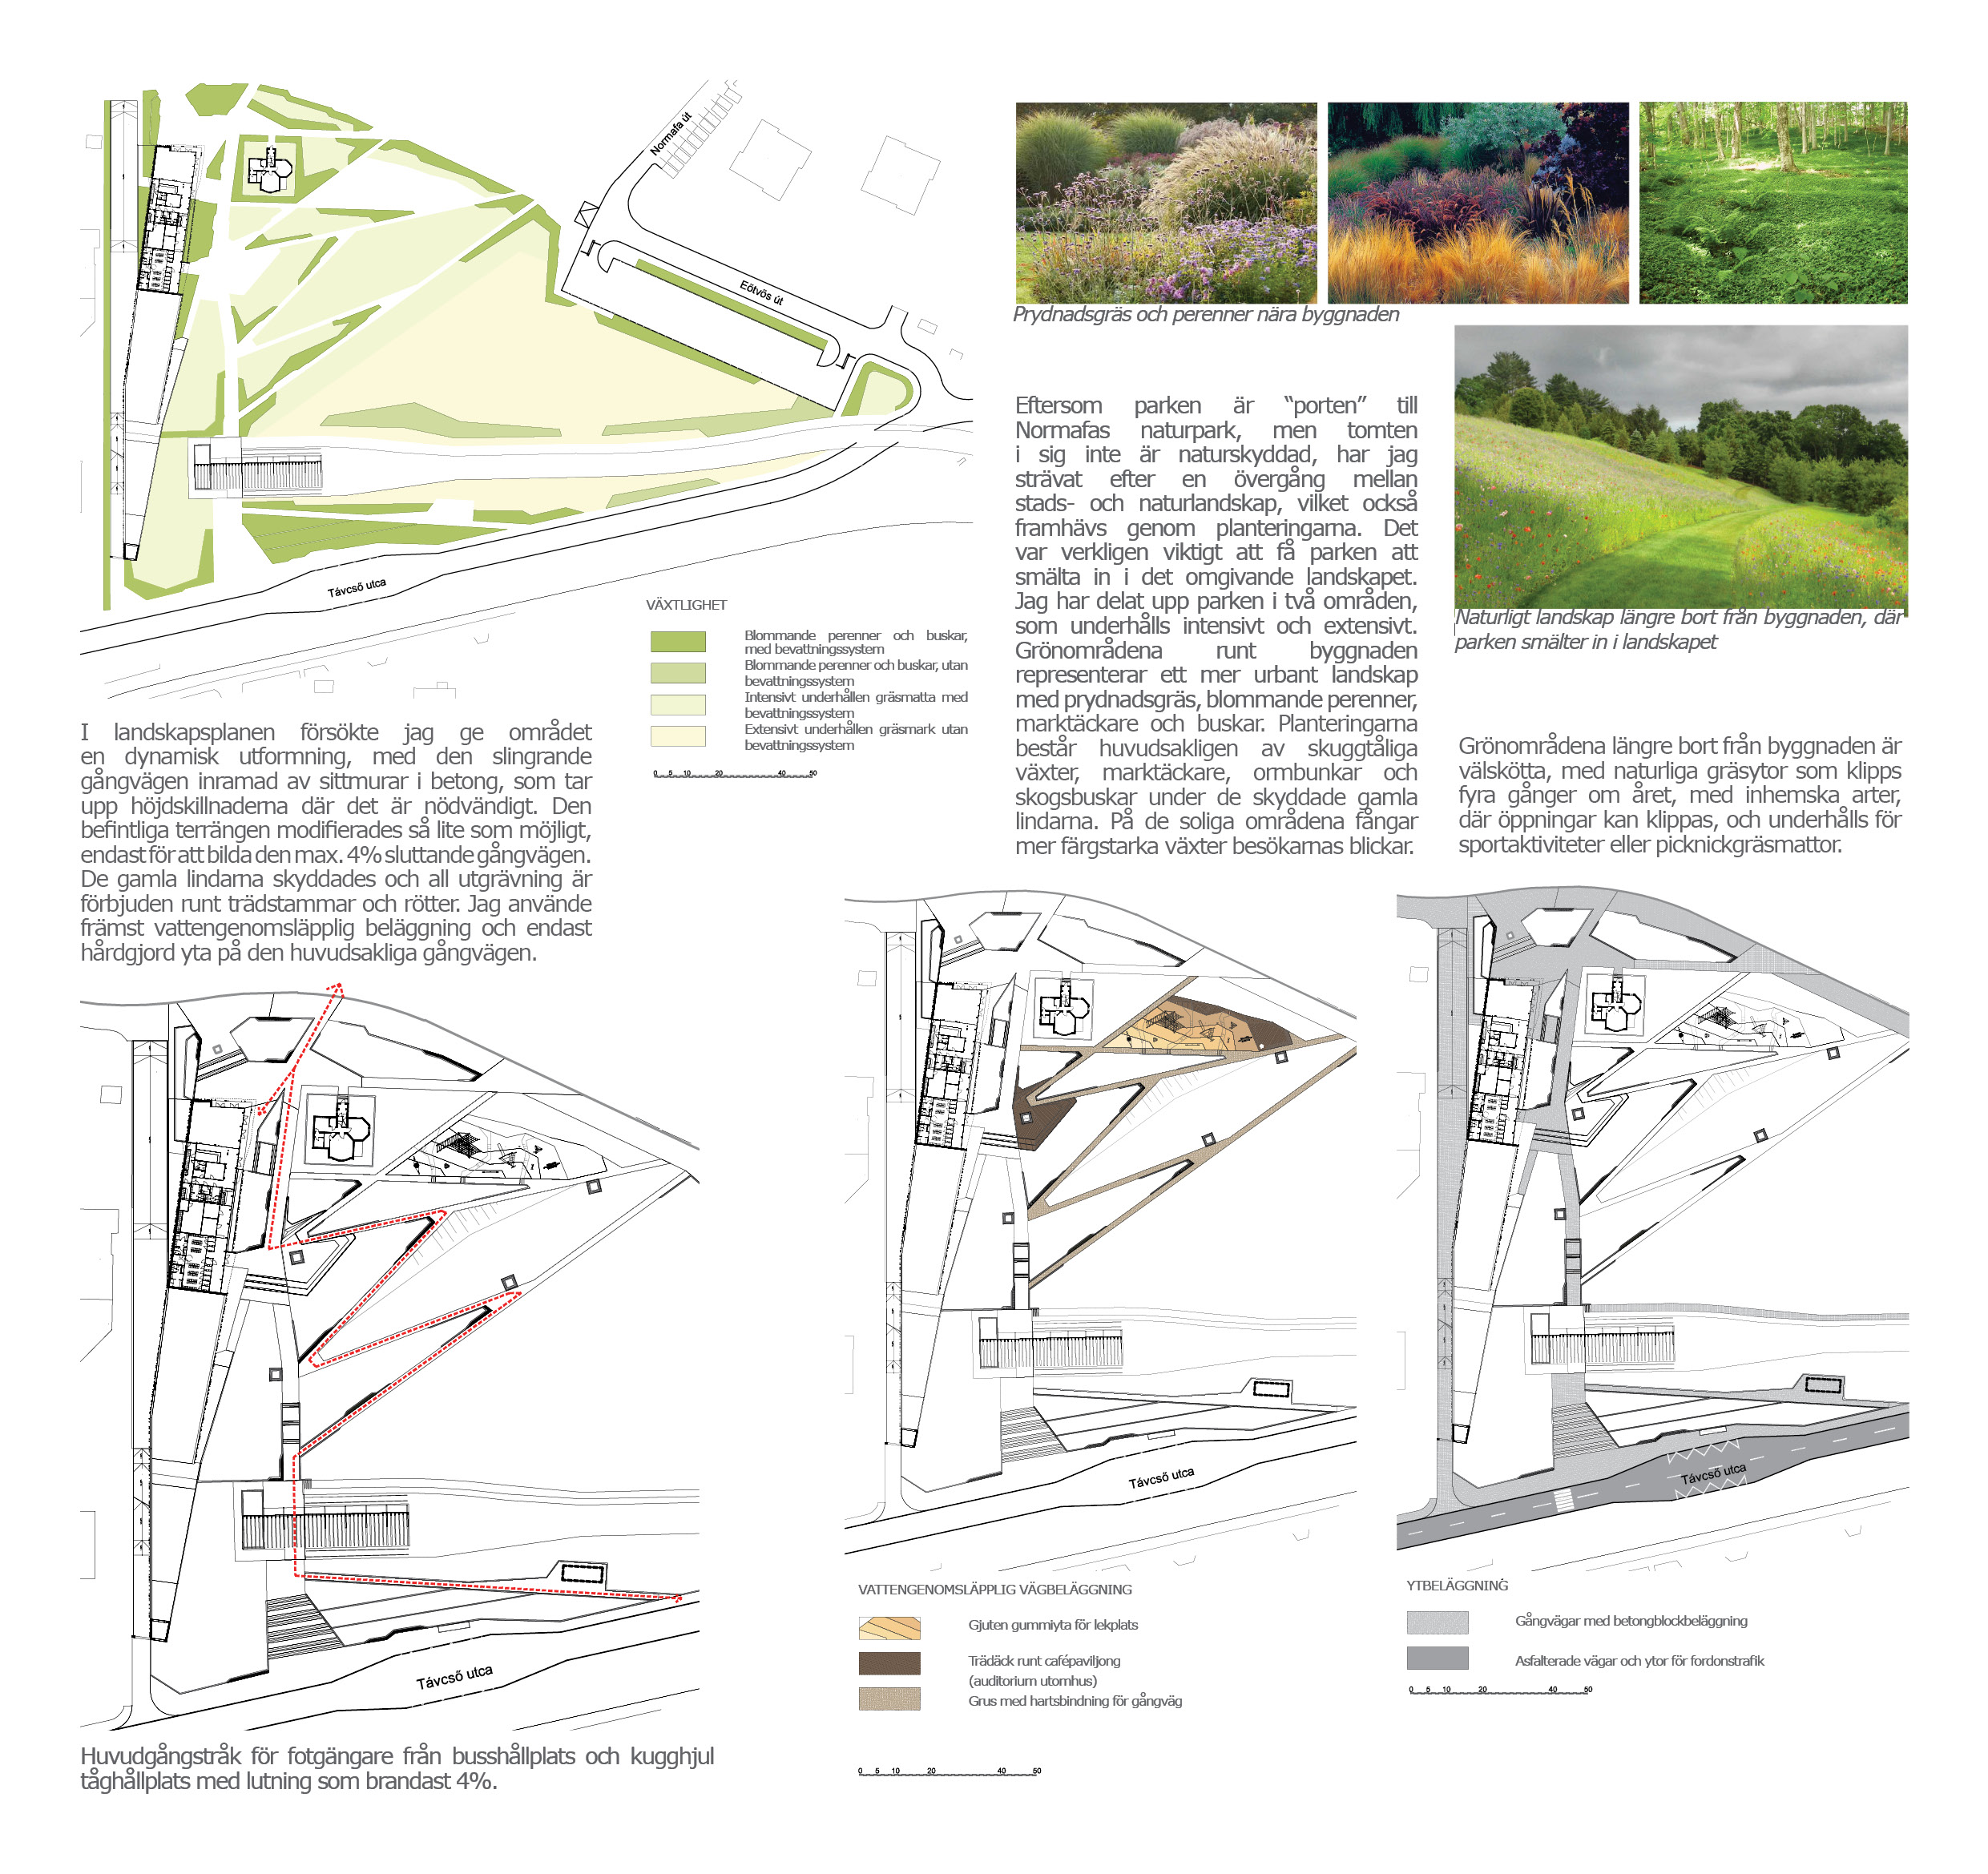 Normafa út
Eötvös út
Távcső utca
VÄXTLIGHET
Blommande perenner och buskar,
med bevattningssystem
Blommande perenner och buskar, utan
bevattningssystem
Intensivt underhållen gräsmatta med
bevattningssystem
Extensivt underhållen gräsmark utan
bevattningssystem
0 5 10 20 40 50
I landskapsplanen försökte jag ge området
en dynamisk utformning, med den slingrande
gångvägen inramad av sittmurar i betong, som tar
upp höjdskillnaderna där det är nödvändigt. Den
befintliga terrängen modifierades så lite som möjligt,
endast för att bilda den max. 4% sluttande gångvägen.
De gamla lindarna skyddades och all utgrävning är
förbjuden runt trädstammar och rötter. Jag använde
främst vattengenomsläpplig beläggning och endast
hårdgjord yta på den huvudsakliga gångvägen.
Távcső utca
Huvudgångstråk för fotgängare från busshållplats och kugghjul
tåghållplats med lutning som brandast 4%.
Prydnadsgräs och perenner nära byggnaden
Eftersom parken är “porten” till
Normafas naturpark, men tomten
i sig inte är naturskyddad, har jag
strävat efter en övergång mellan
stads- och naturlandskap, vilket också
framhävs genom planteringarna. Det
var verkligen viktigt att få parken att
smälta in i det omgivande landskapet.
Jag har delat upp parken i två områden,
som underhålls intensivt och extensivt.
Grönområdena runt byggnaden
representerar ett mer urbant landskap
med prydnadsgräs, blommande perenner,
marktäckare och buskar. Planteringarna
består huvudsakligen av skuggtåliga
växter, marktäckare, ormbunkar och
skogsbuskar under de skyddade gamla
lindarna. På de soliga områdena fångar
mer färgstarka växter besökarnas blickar.
Naturligt landskap längre bort från byggnaden, där
parken smälter in i landskapet
Grönområdena längre bort från byggnaden är
välskötta, med naturliga gräsytor som klipps
fyra gånger om året, med inhemska arter,
där öppningar kan klippas, och underhålls för
sportaktiviteter eller picknickgräsmattor.
Távcső utca
VATTENGENOMSLÄPPLIG VÄGBELÄGGNING
Gjuten gummiyta för lekplats
Trädäck runt cafépaviljong
(auditorium utomhus)
Grus med hartsbindning för gångväg
0 5 10 20 40 50
Távcső utca
YTBELÄGGNING
Gångvägar med betongblockbeläggning
Asfalterade vägar och ytor för fordonstrafik
0 5 10 20 40 50